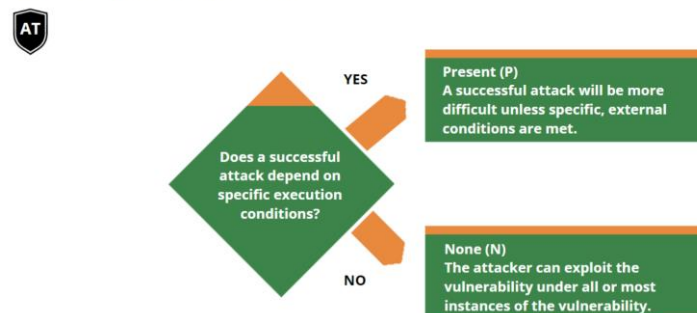 AT
YES
Present (P)
A successful attack will be more
difficult unless specific, external
conditions are met.
Does a successful
attack depend on
specific execution
conditions?
NO
None (N)
The attacker can exploit the
vulnerability under all or most
instances of the vulnerability.